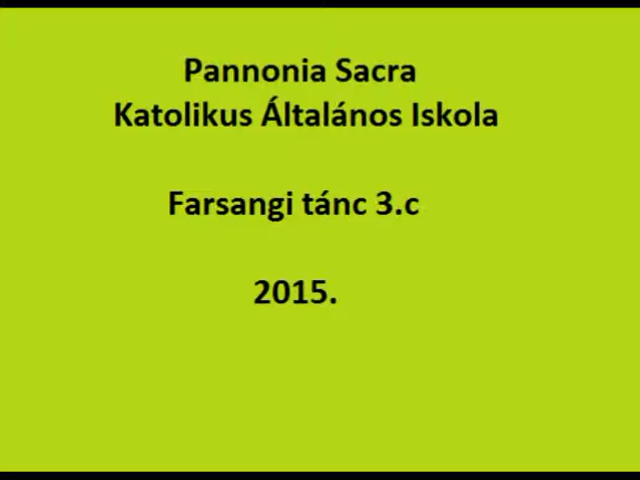 Pannonia Sacra
Katolikus Általános Iskola
Farsangi tánc 3.c
2015.